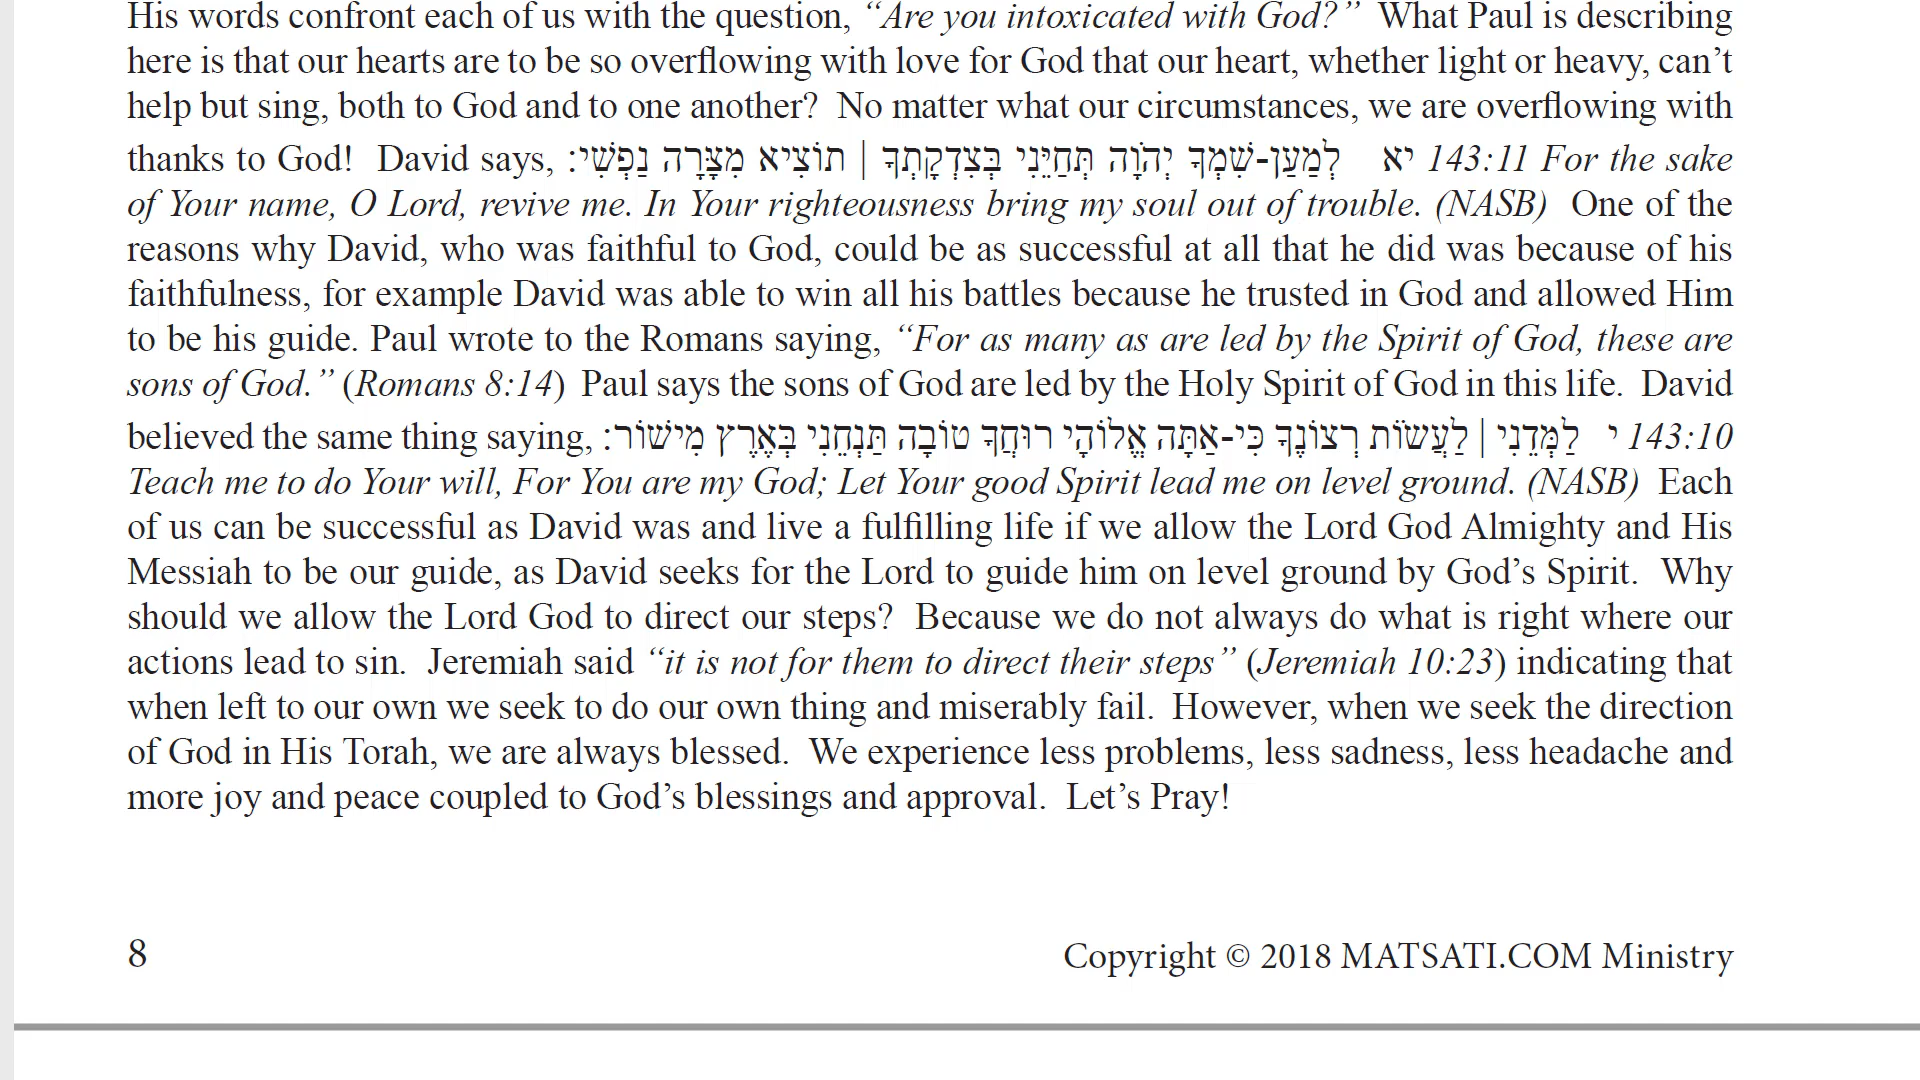 His words confront each of us with the question, “Are you intoxicated with God?” What Paul is describing
here is that our hearts are to be so overflowing with love for God that our heart, whether light or heavy, can’t
help but sing, both to God and to one another? No matter what our circumstances, we are overflowing with
thanks to God! David says, יא לְמַעַן-שִׁמְךָ יְהֹוָה תְּחַיֵּנִי בְּצִדְקָתְךָ | תוֹצִיא מִצָּרָה נַפְשִׁי: 143:11 For the sake
of Your name, O Lord, revive me. In Your righteousness bring my soul out of trouble. (NASB) One of the
reasons why David, who was faithful to God, could be as successful at all that he did was because of his
faithfulness, for example David was able to win all his battles because he trusted in God and allowed Him
to be his guide. Paul wrote to the Romans saying, “For as many as are led by the Spirit of God, these are
sons of God.” (Romans 8:14) Paul says the sons of God are led by the Holy Spirit of God in this life. David
believed the same thing saying, י לַמְּדֵנִי | לַעֲשׂוֹת רְצוֹנֶךָ כִּי-אַתָּה אֱלוֹהָי רוּחֲךָ טוֹבָה תַּנְחֵנִי בְּאֶרֶץ מִישׁוֹר: 143:10
Teach me to do Your will, For You are my God; Let Your good Spirit lead me on level ground. (NASB) Each
of us can be successful as David was and live a fulfilling life if we allow the Lord God Almighty and His
Messiah to be our guide, as David seeks for the Lord to guide him on level ground by God’s Spirit. Why
should we allow the Lord God to direct our steps? Because we do not always do what is right where our
actions lead to sin. Jeremiah said “it is not for them to direct their steps” (Jeremiah 10:23) indicating that
when left to our own we seek to do our own thing and miserably fail. However, when we seek the direction
of God in His Torah, we are always blessed. We experience less problems, less sadness, less headache and
more joy and peace coupled to God’s blessings and approval. Let’s Pray!
8 Copyright © 2018 MATSATI.COM Ministry